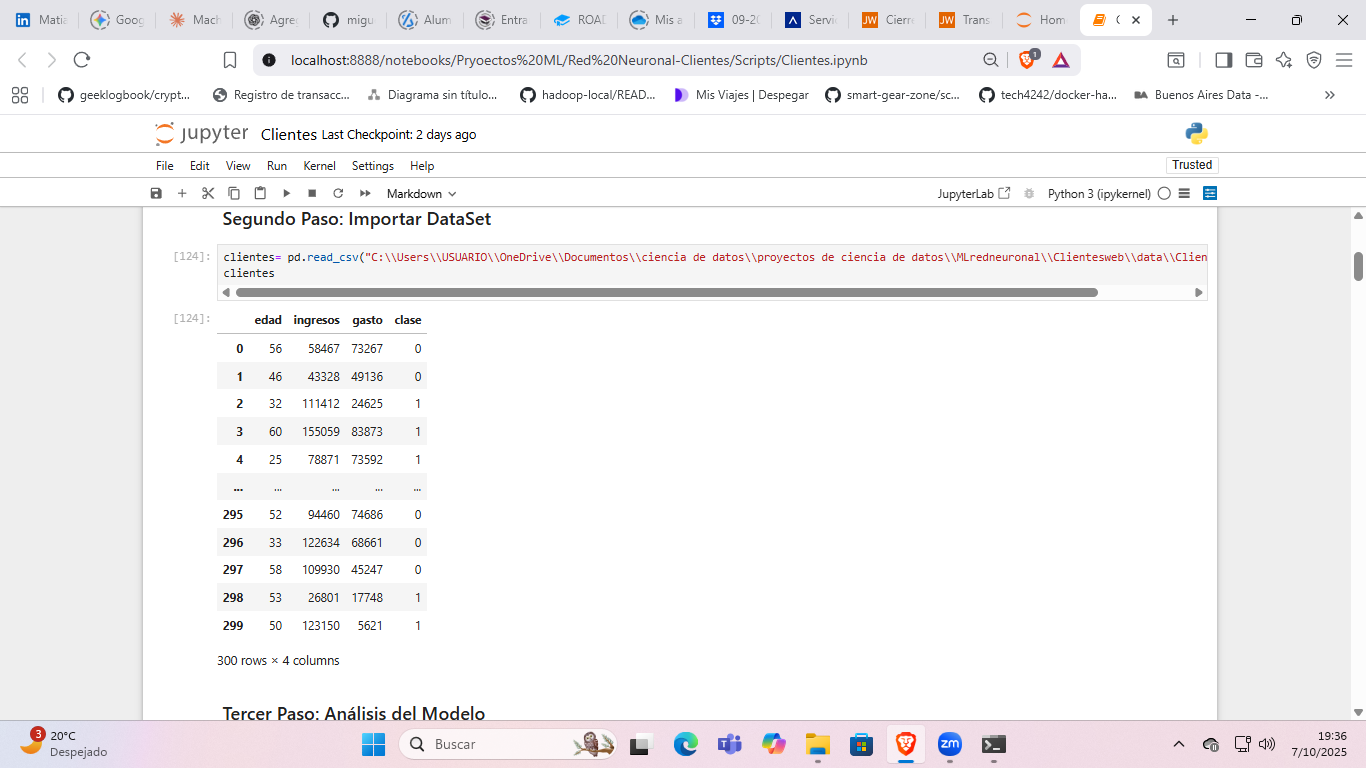 Matia
Goog
Mach
Agreg
migu
Alum
Entra
ROAD
Mis a
09-20
Servic
Cierre
Trans
Hom
localhost:8888/notebooks/Pryoectos%20ML/Red%20Neuronal-Clientes/Scripts/Clientes.ipynb
1
geeklogbook/crypt...
Registro de transacc...
Diagrama sin título...
hadoop-local/READ...
Mis Viajes | Despegar
smart-gear-zone/sc...
tech4242/docker-ha...
BA Buenos Aires Data -...
jupyter Clientes Last Checkpoint: 2 days ago
File Edit View Run Kernel Settings Help
Trusted
Markdown
JupyterLab
Python 3 (ipykernel)
Segundo Paso: Importar DataSet
[124]: clientes= pd.read_csv("C:\\Users\\USUARIO\\OneDrive\\Documentos\\ciencia de datos\\proyectos de ciencia de datos\\MLredneuronal\\Clientesweb\\data\\Clien
clientes
[124]: edad ingresos gasto clase
0 56 58467 73267 0
1 46 43328 49136 0
2 32 111412 24625 1
3 60 155059 83873 1
4 25 78871 73592 1
... ... ... ... ...
295 52 94460 74686 0
296 33 122634 68661 0
297 58 109930 45247 0
298 53 26801 17748 1
299 50 123150 5621 1
300 rows × 4 columns
Tercer Paso: Análisis del Modelo
3
20°C
Despejado
Buscar
zm
19:36
7/10/2025